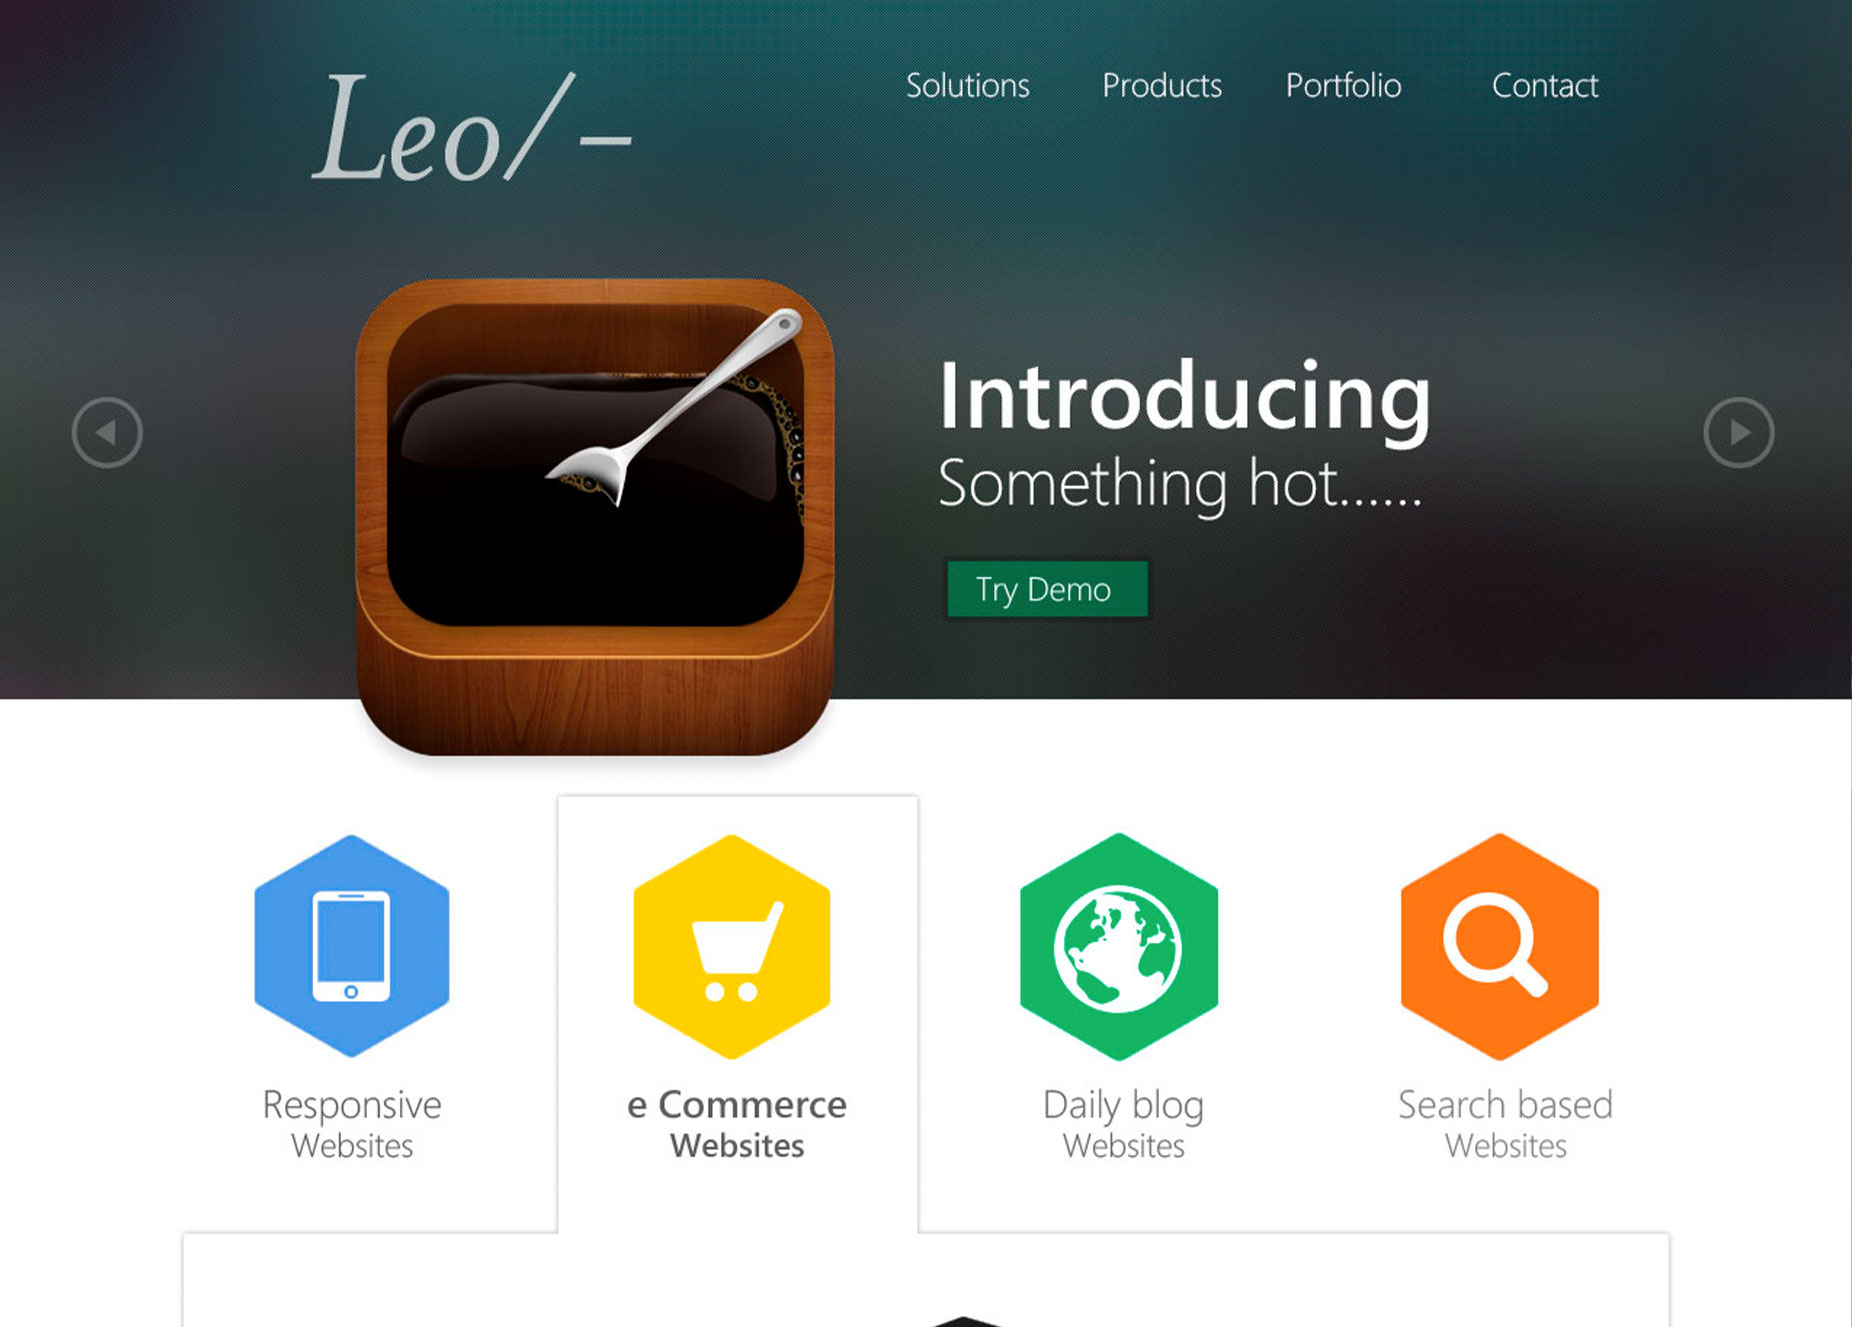 Leo/-
Solutions
Products
Portfolio
Contact
Introducing
Something hot......
Try Demo
Responsive
Websites
e Commerce
Websites
Daily blog
Websites
Search based
Websites